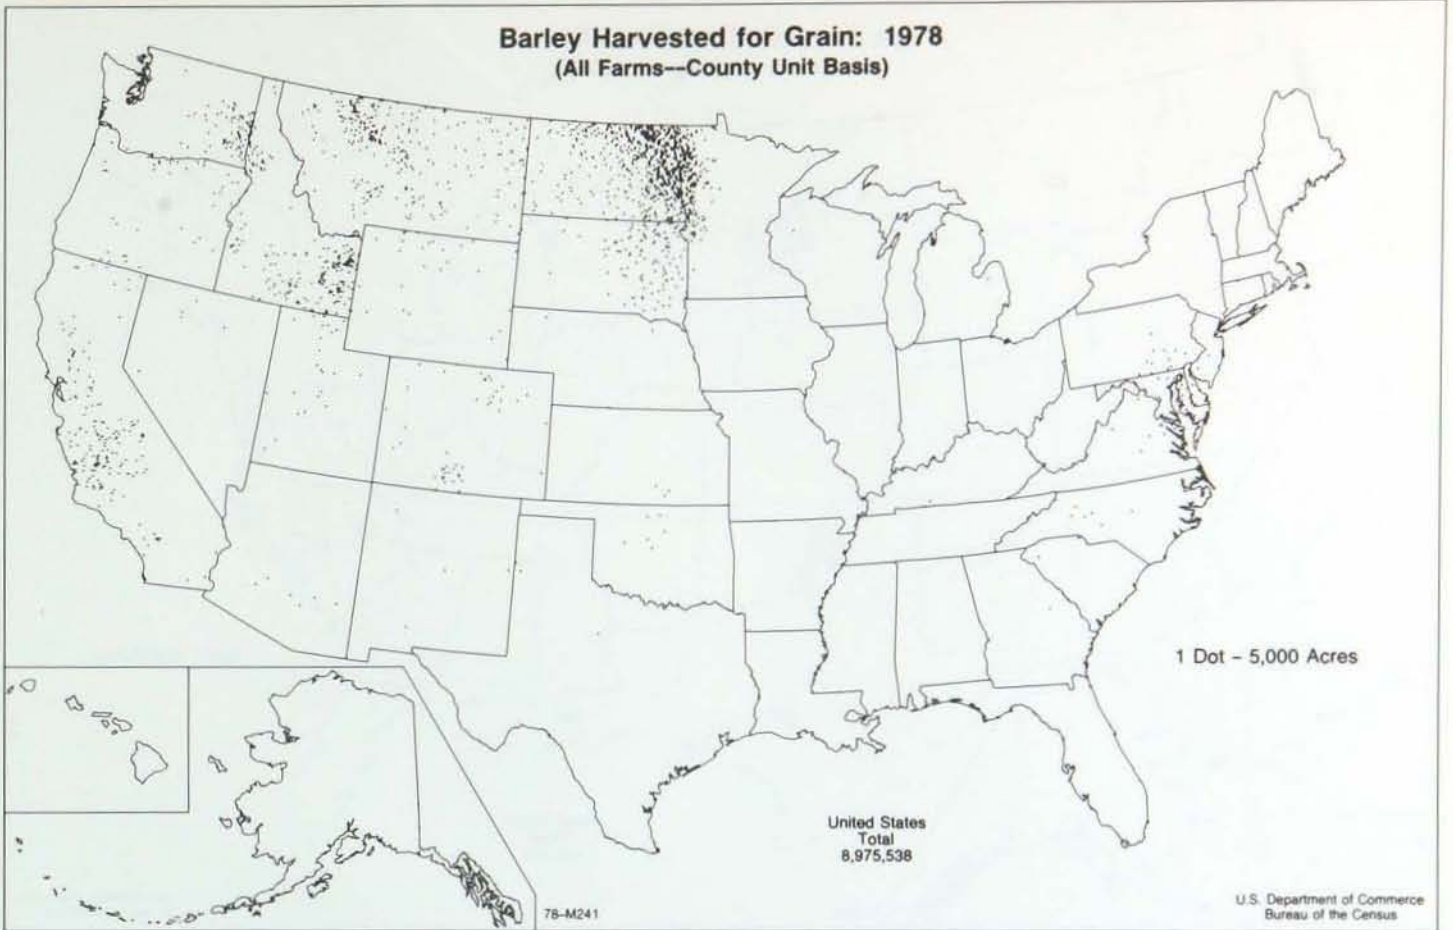 Barley Harvested for Grain: 1978
(All Farms--County Unit Basis)
1 Dot – 5,000 Acres
United States
Total
8,975,538
78–M241
U.S. Department of Commerce
Bureau of the Census